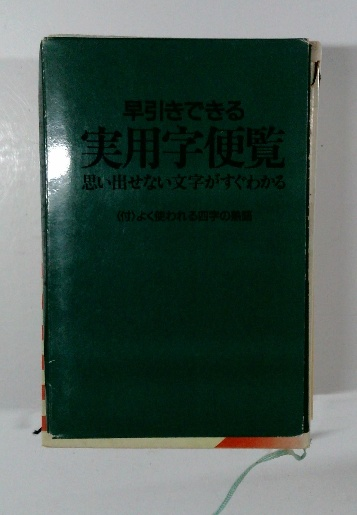 早引きできる
実用字便覧
思い出せない文字がすぐわかる
〈付〉よく使われる四字の熟語